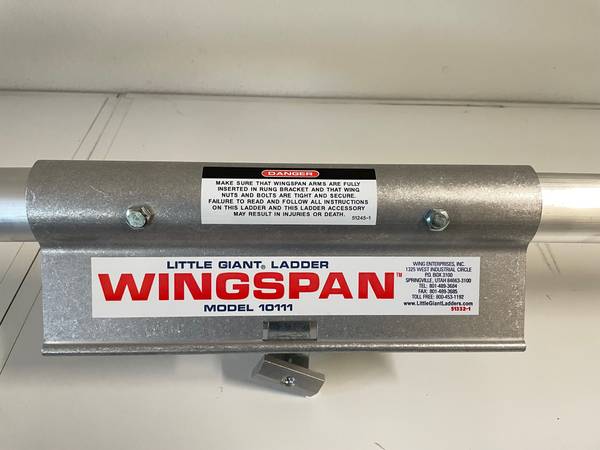 DANGER
MAKE SURE THAT WINGSPAN ARMS ARE FULLY
INSERTED IN RUNG BRACKET AND THAT WING
NUTS AND BOLTS ARE TIGHT AND SECURE.
FAILURE TO READ AND FOLLOW ALL INSTRUCTIONS
ON THIS LADDER AND THIS LADDER ACCESSORY
MAY RESULT IN INJURIES OR DEATH.
51245-1
LITTLE GIANT® LADDER
WINGSPAN™
MODEL 10111
WING ENTERPRISES, INC.
1325 WEST INDUSTRIAL CIRCLE
P.O. BOX 3100
SPRINGVILLE, UTAH 84663-3100
TEL: 801-489-3684
FAX: 801-489-3685
TOLL FREE: 800-453-1192
www.LittleGiantLadders.com
51332-1